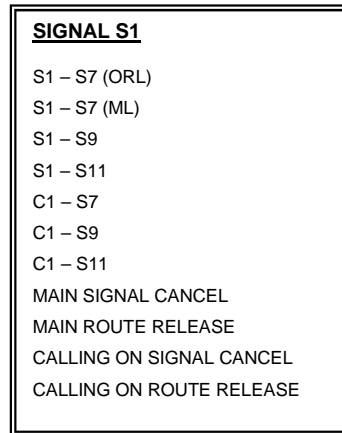 SIGNAL S1
S1 – S7 (ORL)
S1 – S7 (ML)
S1 – S9
S1 – S11
C1 – S7
C1 – S9
C1 – S11
MAIN SIGNAL CANCEL
MAIN ROUTE RELEASE
CALLING ON SIGNAL CANCEL
CALLING ON ROUTE RELEASE